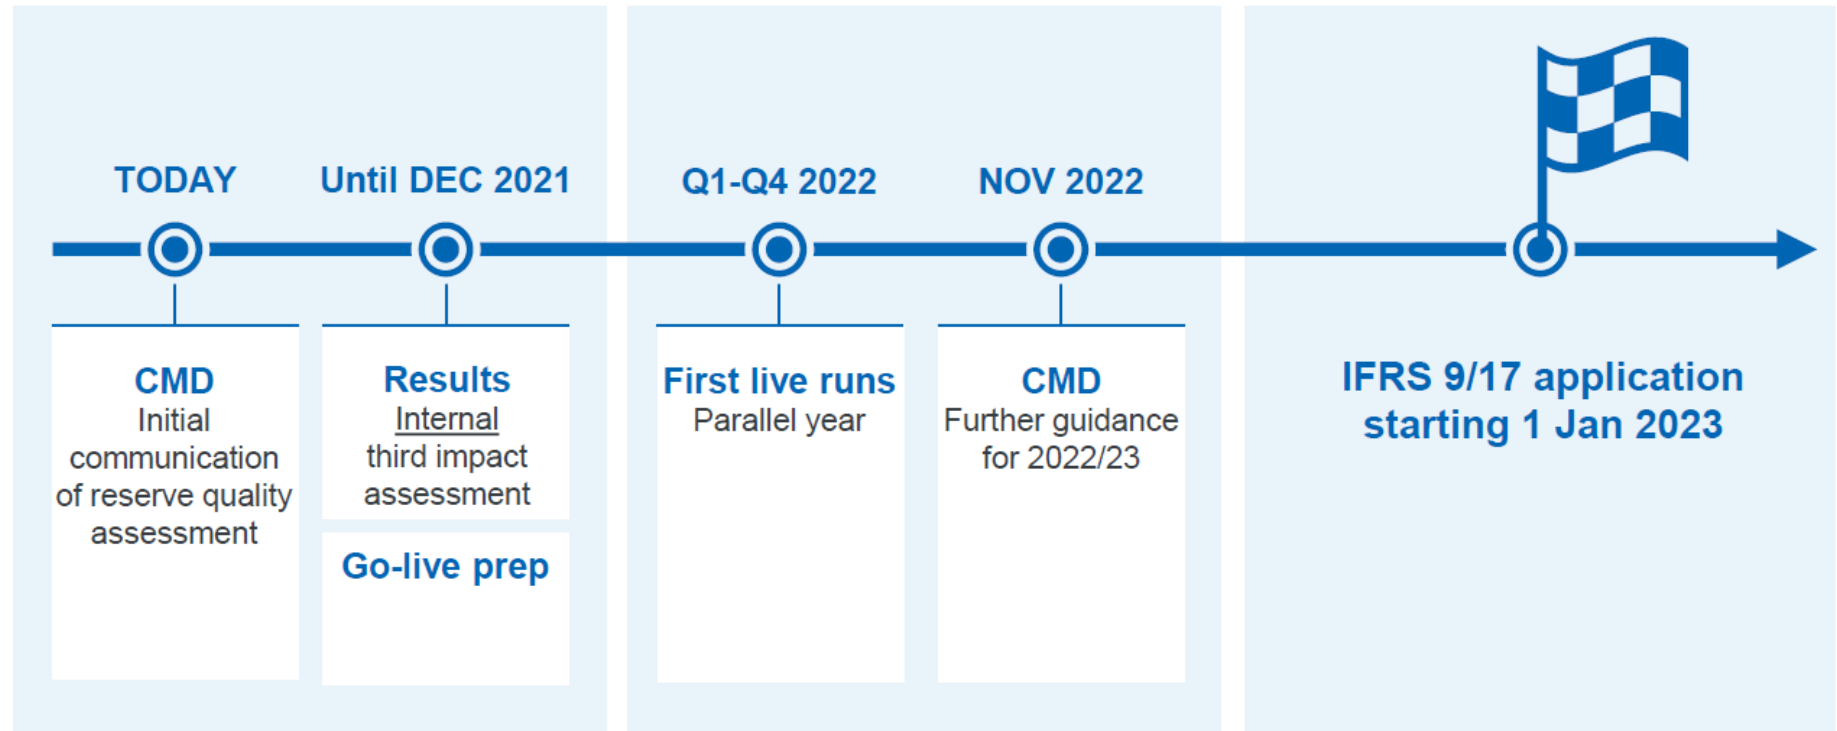 TODAY
Until DEC 2021
Q1-Q4 2022
NOV 2022
CMD
Initial
communication
of reserve quality
assessment
Results
Internal
third impact
assessment
Go-live prep
First live runs
Parallel year
CMD
Further guidance
for 2022/23
IFRS 9/17 application
starting 1 Jan 2023